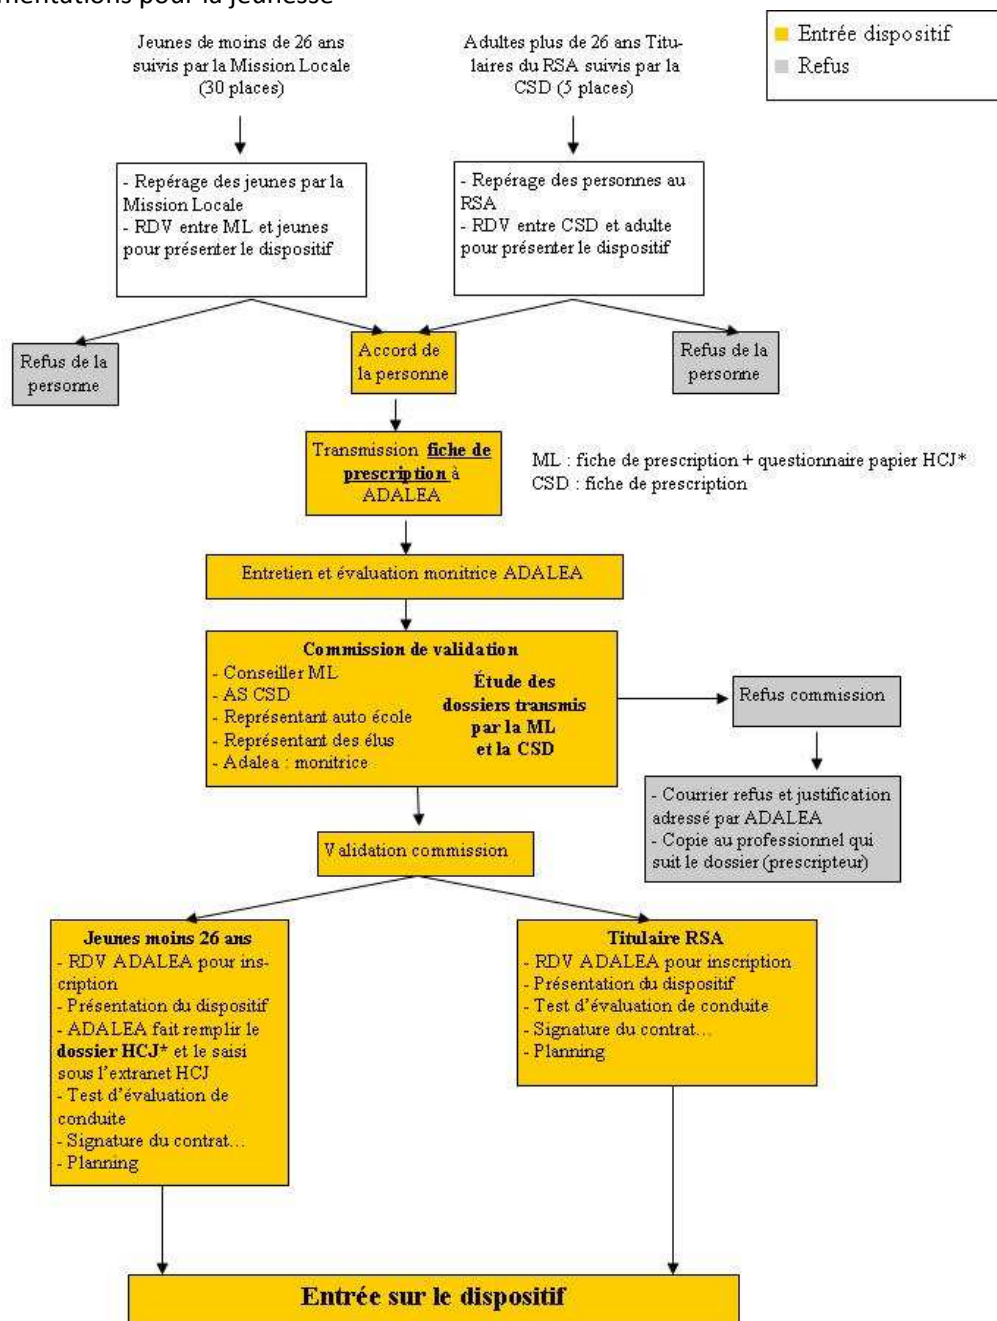 mentations pour la jeunesse
Entrée dispositif
Refus
Jeunes de moins de 26 ans
suivis par la Mission Locale
(30 places)
Adultes plus de 26 ans Titu-
laires du RSA suivis par la
CSD (5 places)
- Repérage des jeunes par la
Mission Locale
- RDV entre ML et jeunes
pour présenter le dispositif
- Repérage des personnes au
RSA
- RDV entre CSD et adulte
pour présenter le dispositif
Refus de la
personne
Accord de
la personne
Refus de la
personne
Transmission fiche de
prescription à
ADALEA
ML : fiche de prescription + questionnaire papier HCJ*
CSD : fiche de prescription
Entretien et évaluation monitrice ADALEA
Commission de validation
- Conseiller ML
- AS CSD
- Représentant auto école
- Représentant des élus
- Adalea : monitrice
Étude des
dossiers transmis
par la ML
et la CSD
Refus commission
- Courrier refus et justification
adressé par ADALEA
- Copie au professionnel qui
suit le dossier (prescripteur)
Validation commission
Jeunes moins 26 ans
- RDV ADALEA pour ins-
cription
- Présentation du dispositif
- ADALEA fait remplir le
dossier HCJ* et le saisi
sous l'extranet HCJ
- Test d'évaluation de
conduite
- Signature du contrat...
- Planning
Titulaire RSA
- RDV ADALEA pour inscription
- Présentation du dispositif
- Test d'évaluation de conduite
- Signature du contrat...
- Planning
Entrée sur le dispositif